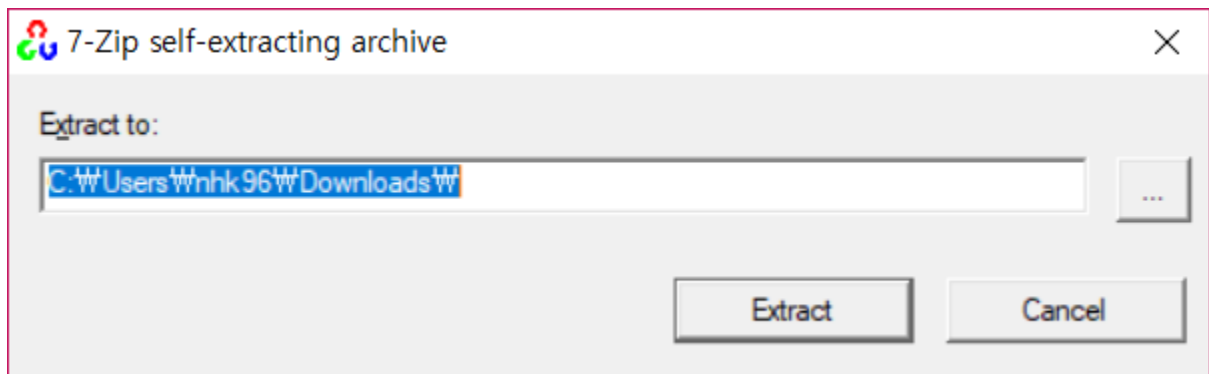 7-Zip self-extracting archive
Extract to:
C:₩Users₩nhk96₩Downloads₩
...
Extract Cancel